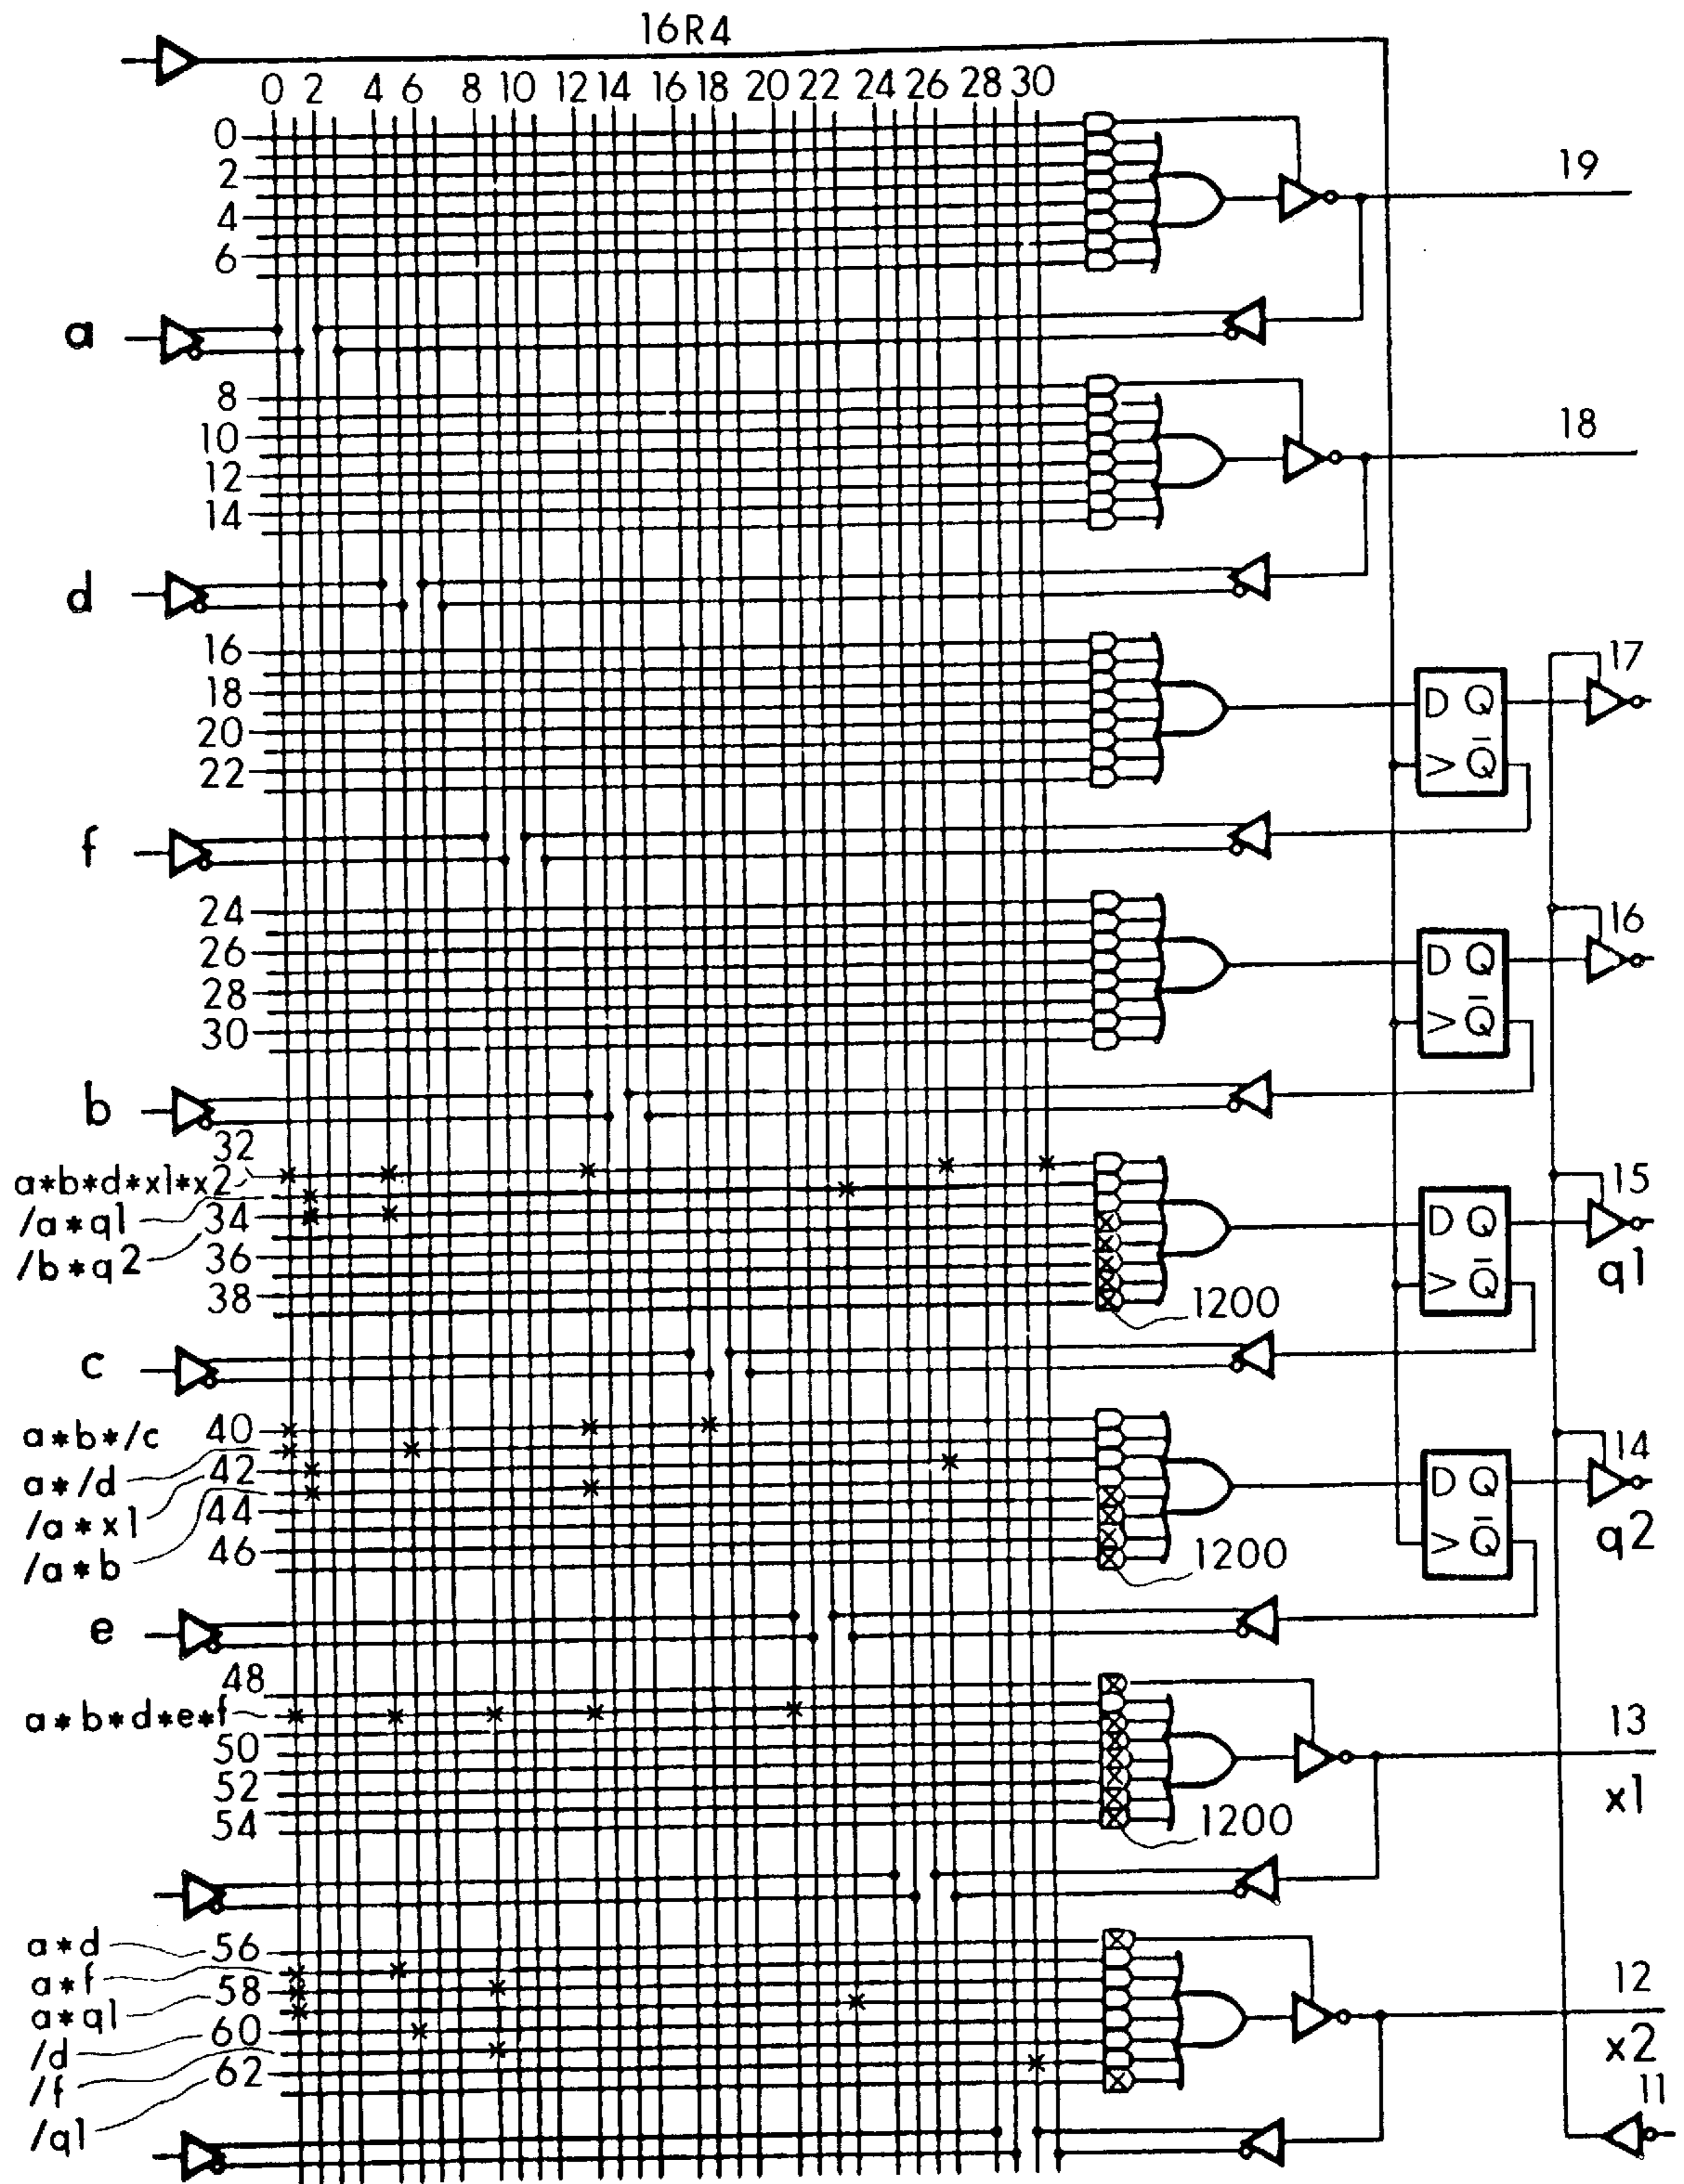 16R4
0 2 4 6 8 10 12 14 16 18 20 22 24 26 28 30
0
2
4
6
19
a
8
10
12
14
18
d
16
18
20
22
D Q
> Q̄
17
f
24
26
28
30
D Q
> Q̄
16
b
32
a*b*d*x1*x2
/a*q1
34
/b*q2
36
38
1200
D Q
> Q̄
15
q1
c
a*b*/c
40
a*/d
42
/a*x1
44
/a*b
46
1200
D Q
> Q̄
14
q2
e
48
a*b*d*e*f
50
52
54
1200
13
x1
a*d
56
a*f
58
a*q1
60
/d
62
/f
/q1
12
x2
11